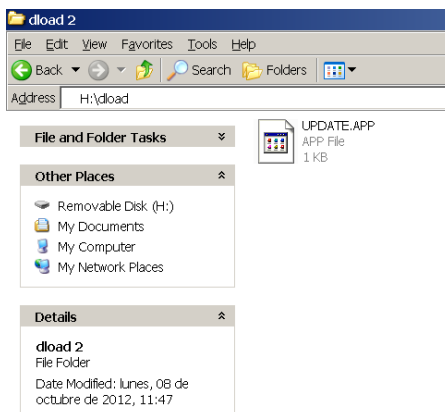 dload 2
File Edit View Favorites Tools Help
Back Search Folders
Address H:\dload
File and Folder Tasks
UPDATE.APP
APP File
1 KB
Other Places
Removable Disk (H:)
My Documents
My Computer
My Network Places
Details
dload 2
File Folder
Date Modified: lunes, 08 de
octubre de 2012, 11:47